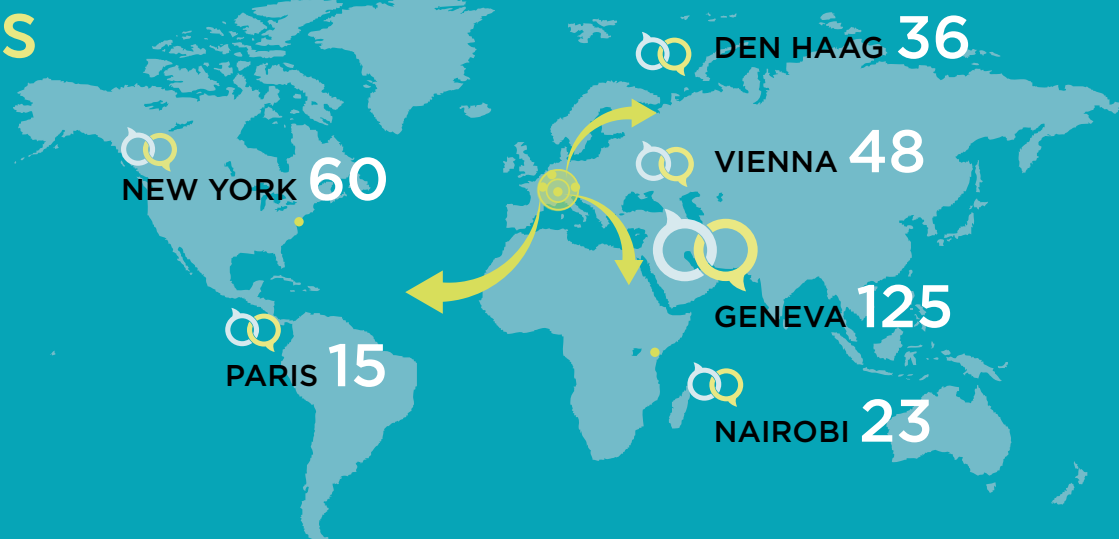 S
DEN HAAG 36
VIENNA 48
NEW YORK 60
GENEVA 125
PARIS 15
NAIROBI 23